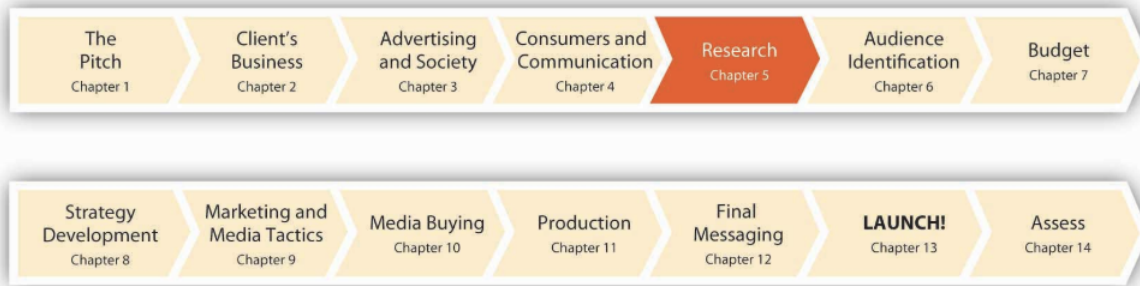 The
Pitch
Chapter 1
Client's
Business
Chapter 2
Advertising
and Society
Chapter 3
Consumers and
Communication
Chapter 4
Research
Chapter 5
Audience
Identification
Chapter 6
Budget
Chapter 7
Strategy
Development
Chapter 8
Marketing and
Media Tactics
Chapter 9
Media Buying
Chapter 10
Production
Chapter 11
Final
Messaging
Chapter 12
LAUNCH!
Chapter 13
Assess
Chapter 14